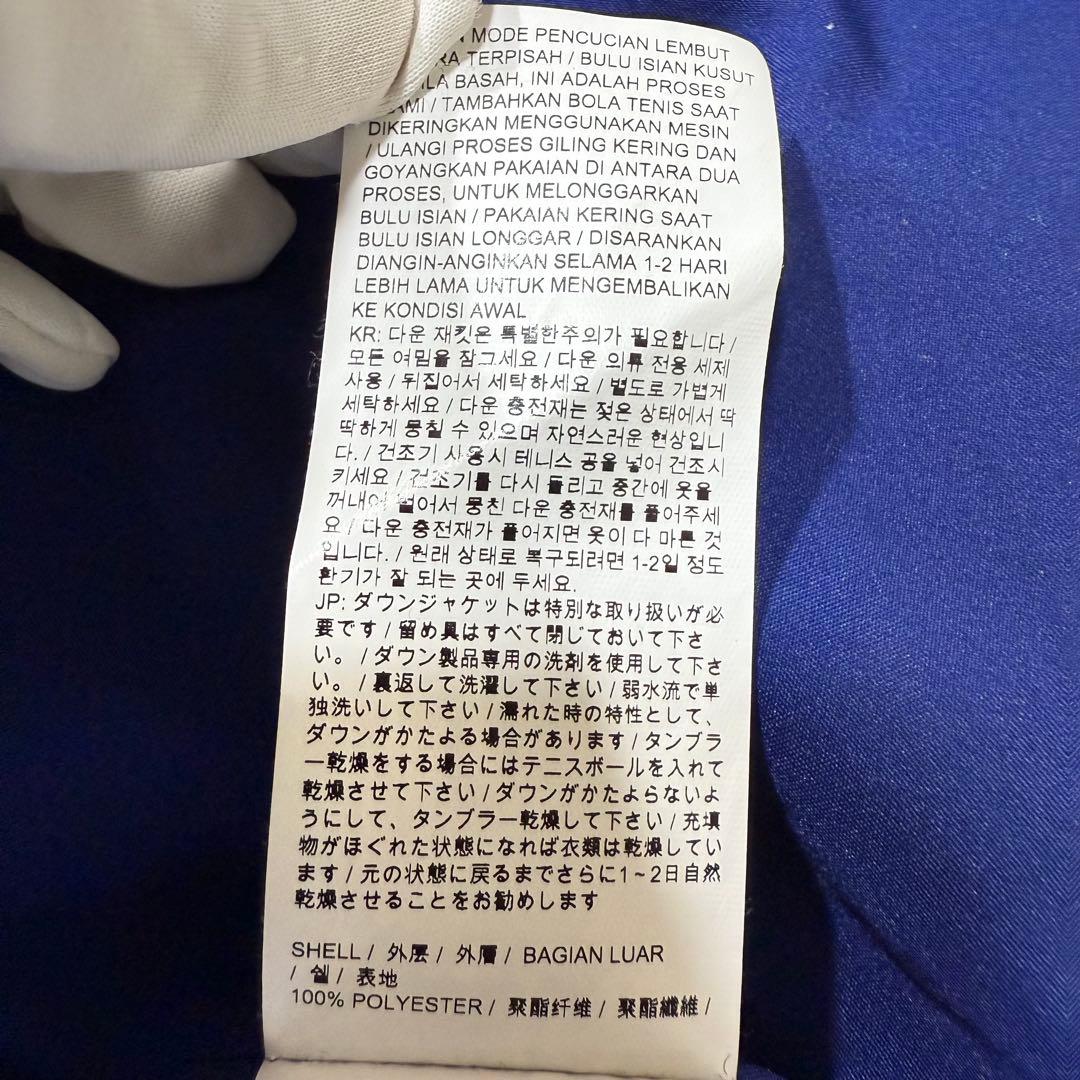 MODE PENCUCIAN LEMBUT
TERPISAH / BULU ISIAN KUSUT
BASAH, INI ADALAH PROSES
/ TAMBAHKAN BOLA TENIS SAAT
DIKERINGKAN MENGGUNAKAN MESIN
/ ULANGI PROSES GILING KERING DAN
GOYANGKAN PAKAIAN DI ANTARA DUA
PROSES, UNTUK MELONGGARKAN
BULU ISIAN / PAKAIAN KERING SAAT
BULU ISIAN LONGGAR / DISARANKAN
DIANGIN-ANGINKAN SELAMA 1-2 HARI
LEBIH LAMA UNTUK MENGEMBALIKAN
KE KONDISI AWAL
KR: 다운 재킷은 특별한주의가 필요합니다 /
모든 여밈을 잠그세요 / 다운 의류 전용 세제
사용 / 뒤집어서 세탁하세요 / 별도로 가볍게
세탁하세요 / 다운 충전재는 젖은 상태에서 딱
딱하게 뭉칠 수 있으며 자연스러운 현상입니
다. / 건조기 사용시 테니스 공을 넣어 건조시
키세요 / 건조기를 다시 돌리고 중간에 옷을
꺼내어 털어서 뭉친 다운 충전재를 풀어주세
요 / 다운 충전재가 풀어지면 옷이 다 마른 것
입니다. / 원래 상태로 복구되려면 1-2일 정도
환기가 잘 되는 곳에 두세요.
JP: ダウンジャケットは特別な取り扱いが必
要です / 留め具はすべて閉じておいて下さ
い。 / ダウン製品専用の洗剤を使用して下さ
い。 / 裏返して洗濯して下さい / 弱水流で単
独洗いして下さい / 濡れた時の特性として、
ダウンがかたよる場合があります / タンブラ
ー乾燥をする場合にはテニスボールを入れて
乾燥させて下さい / ダウンがかたよらないよ
うにして、タンブラー乾燥して下さい / 充填
物がほぐれた状態になれば衣類は乾燥してい
ます / 元の状態に戻るまでさらに1~2日自然
乾燥させることをお勧めします
SHELL / 外层 / 外層 / BAGIAN LUAR
/ 쉘 / 表地
100% POLYESTER / 聚酯纤维 / 聚酯纖維 /